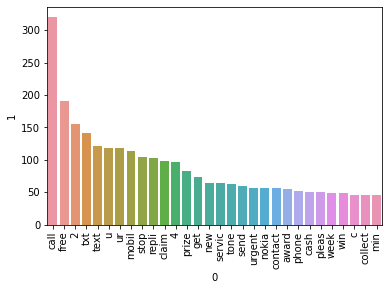 300
250
200
150
100
50
0
1
call
free
2
txt
text
u
ur
mobil
stop
repli
claim
4
prize
get
new
servic
tone
send
urgent
nokia
contact
award
phone
cash
pleas
week
win
c
collect
min
0